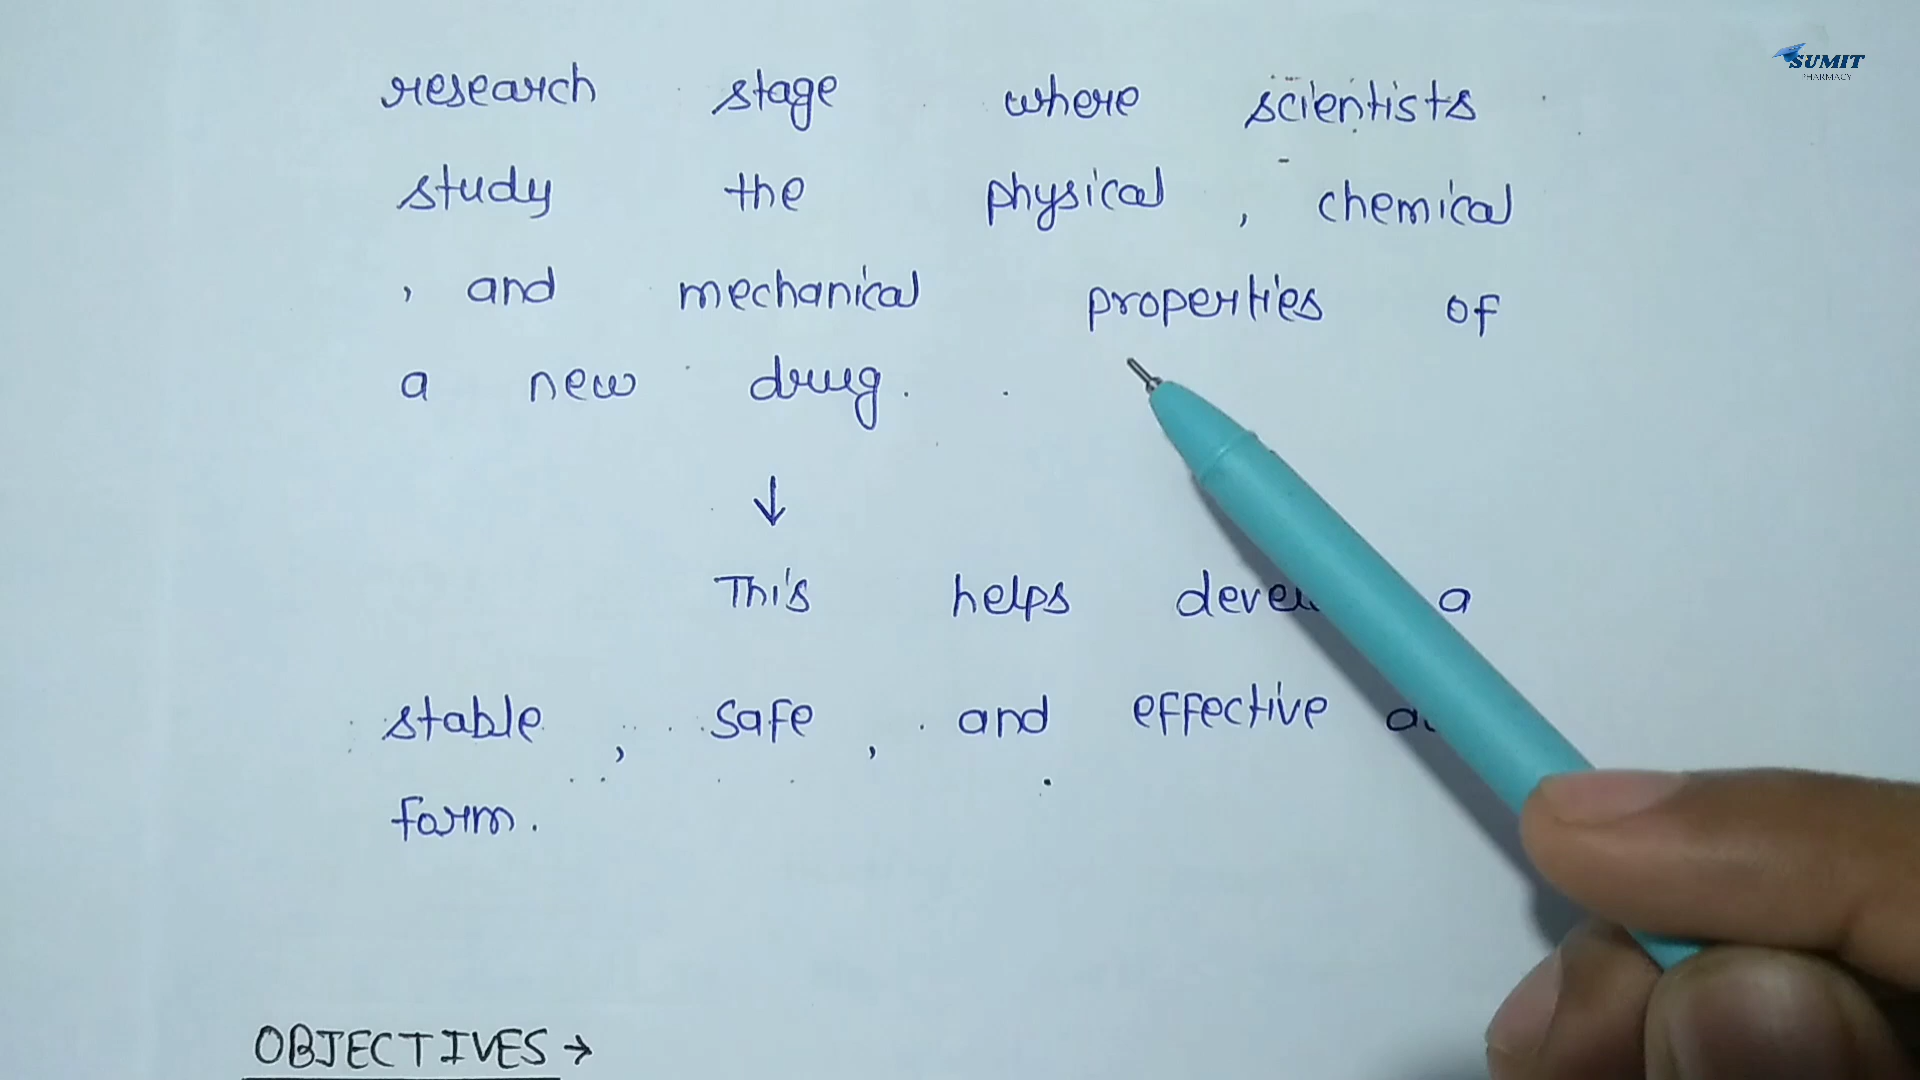 SUMIT
PHARMACY
research stage where scientists
study the physical , chemical
, and mechanical properties of
a new drug.
↓
This helps a
stable , safe , and effective
form.
OBJECTIVES →